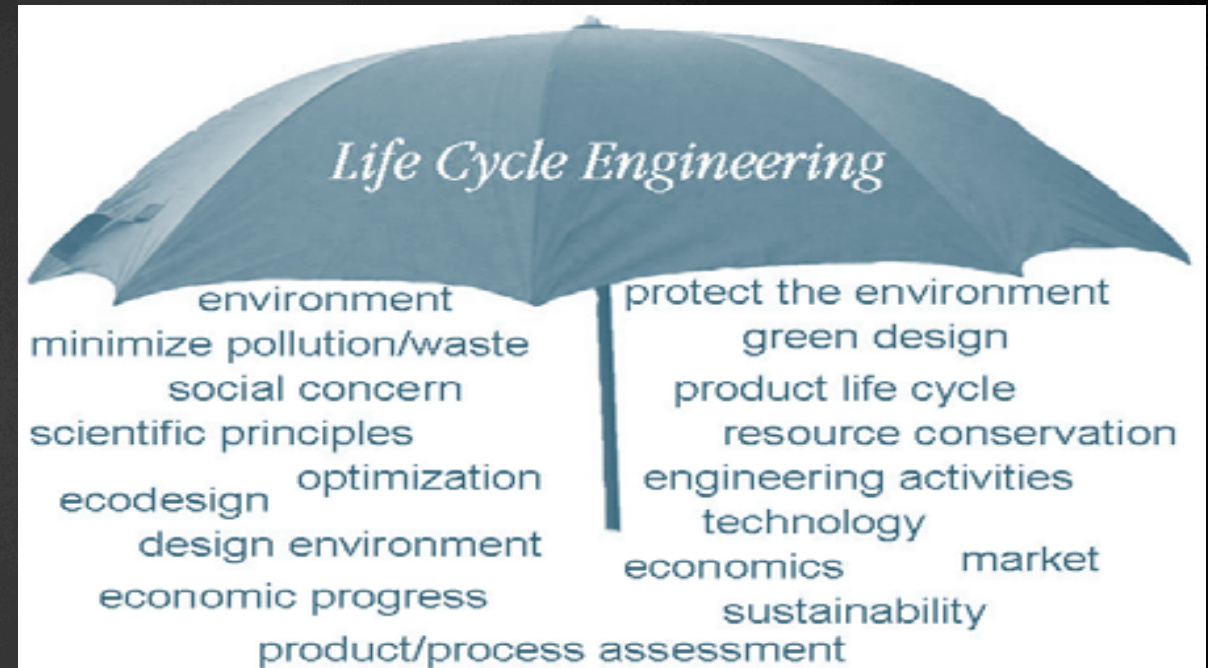 Life Cycle Engineering
environment
protect the environment
minimize pollution/waste
green design
social concern
product life cycle
scientific principles
resource conservation
optimization
engineering activities
ecodesign
technology
design environment
economics
market
economic progress
sustainability
product/process assessment